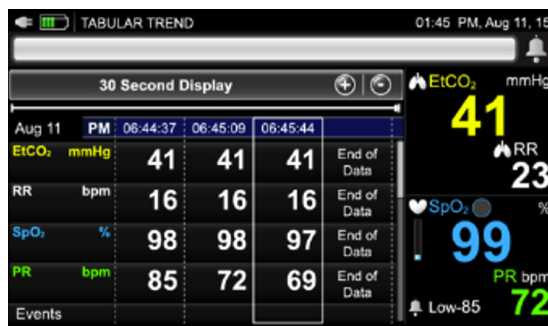 TABULAR TREND 01:45 PM, Aug 11, 15
30 Second Display
Aug 11 PM 06:44:37 06:45:09 06:45:44
EtCO₂ mmHg 41 41 41 End of Data
RR bpm 16 16 16 End of Data
SpO₂ % 98 98 97 End of Data
PR bpm 85 72 69 End of Data
Events
EtCO₂ mmHg
41
RR
23
SpO₂ %
99
PR bpm
Low-85 72